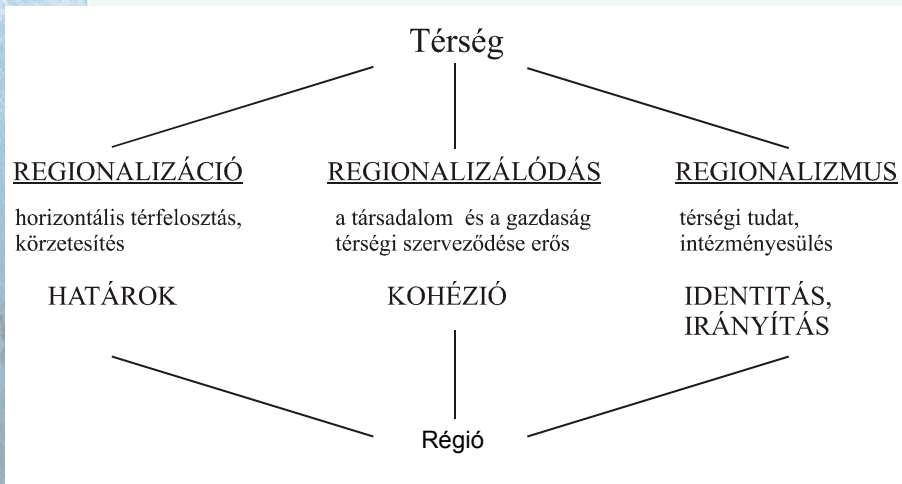 Térség
REGIONALIZÁCIÓ
horizontális térfelosztás,
körzetesítés
HATÁROK
REGIONALIZÁLÓDÁS
a társadalom és a gazdaság
térségi szerveződése erős
KOHÉZIÓ
REGIONALIZMUS
térségi tudat,
intézményesülés
IDENTITÁS,
IRÁNYÍTÁS
Régió